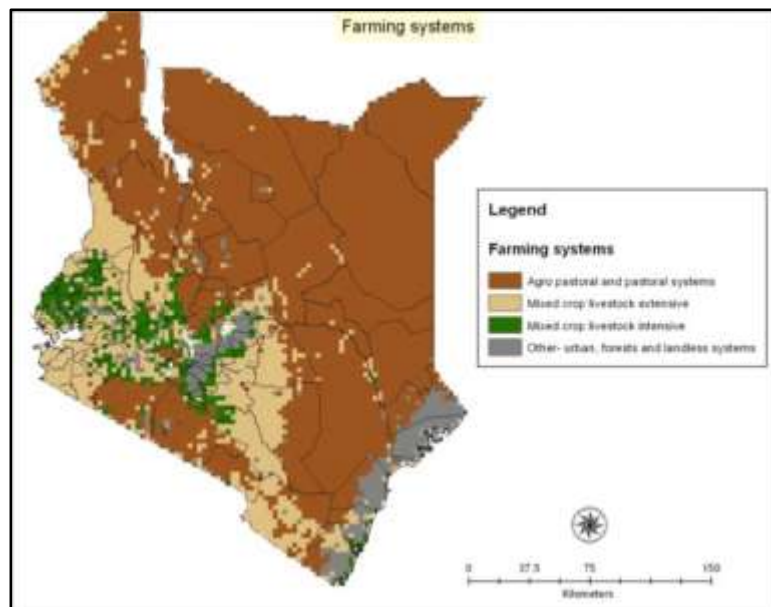 Farming systems
Legend
Farming systems
Agro pastoral and pastoral systems
Mixed crop livestock extensive
Mixed crop livestock intensive
Other- urban, forests and landless systems
0 37.5 75 150
Kilometers